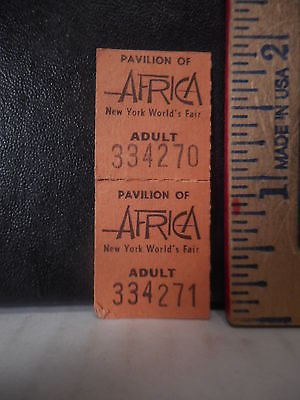 PAVILION OF
AFRICA
New York World's Fair
ADULT
334270
PAVILION OF
AFRICA
New York World's Fair
ADULT
334271
2
MADE IN USA
1